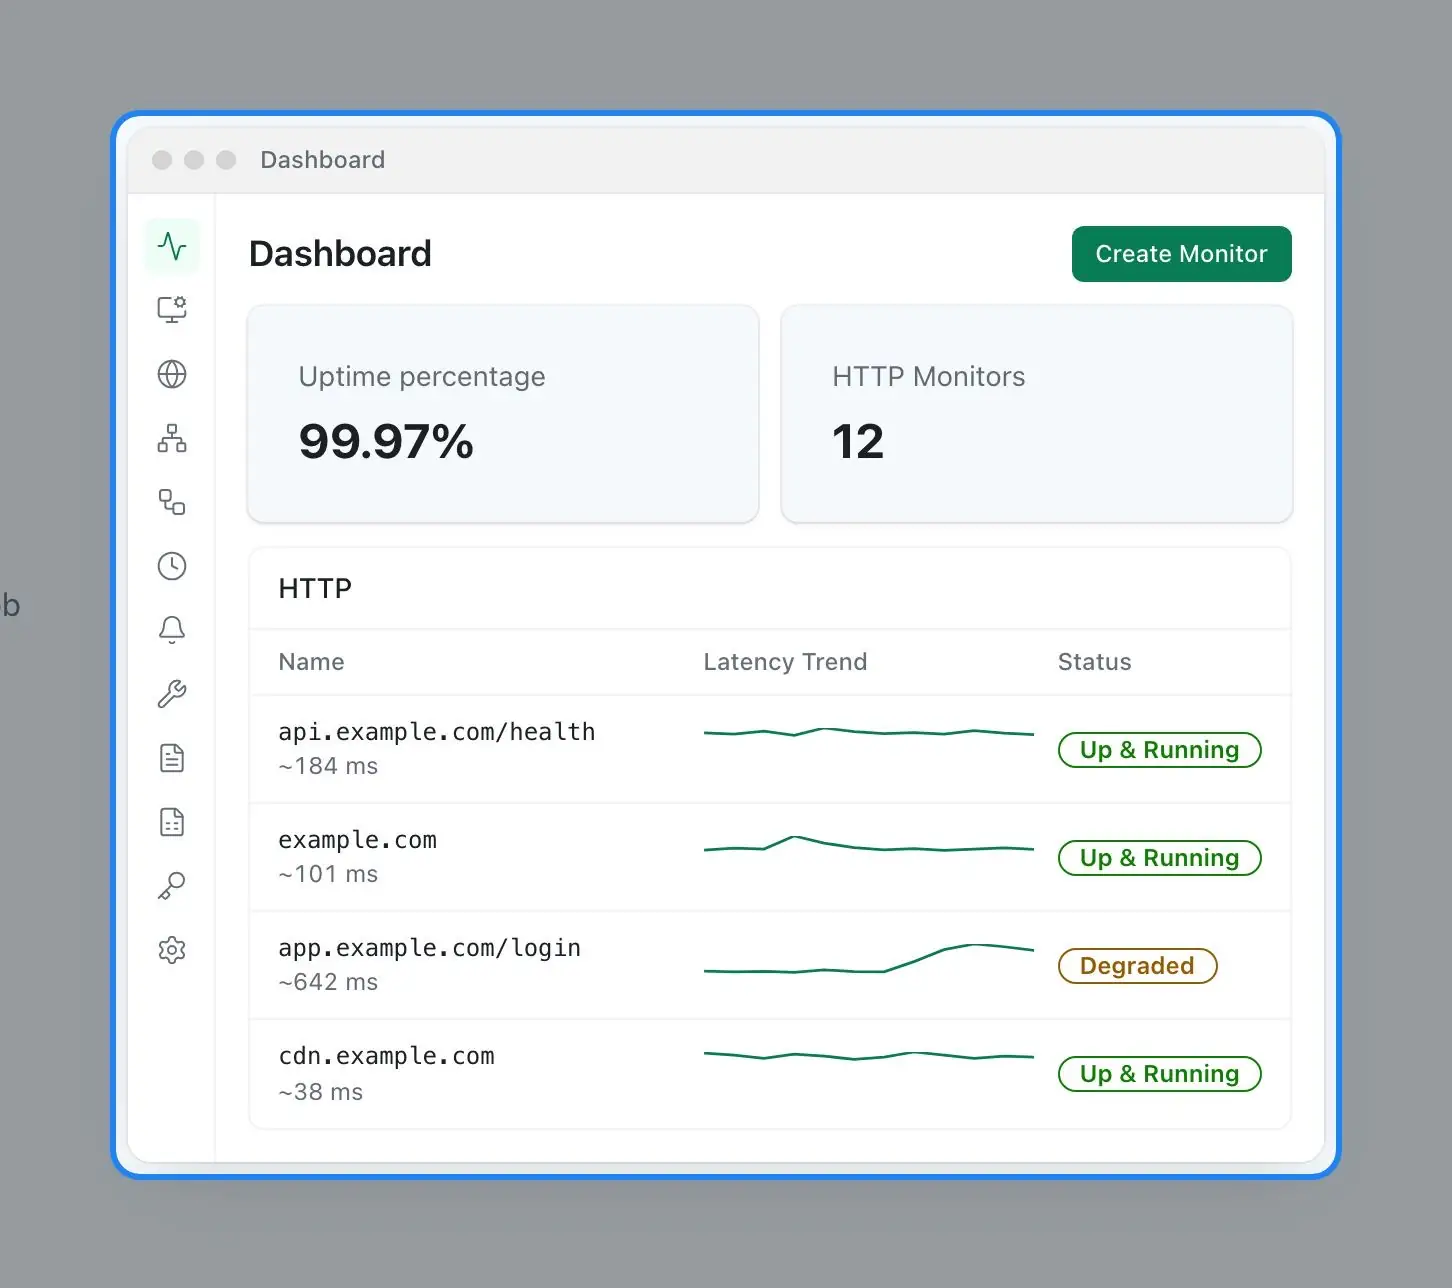 Dashboard
Dashboard
Create Monitor
Uptime percentage
99.97%
HTTP Monitors
12
HTTP
Name Latency Trend Status
api.example.com/health
~184 ms
Up & Running
example.com
~101 ms
Up & Running
app.example.com/login
~642 ms
Degraded
cdn.example.com
~38 ms
Up & Running